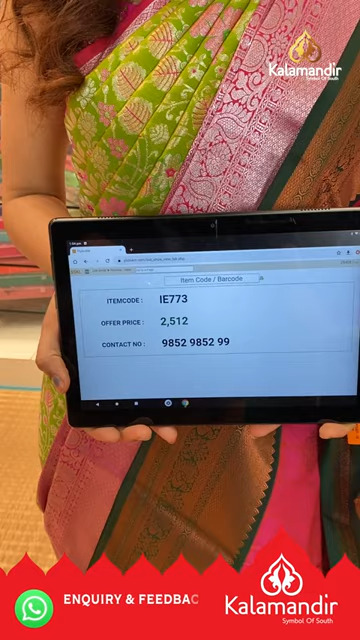 Kalamandir
Symbol Of South
Item Code / Barcode
ITEMCODE : IE773
OFFER PRICE : 2,512
CONTACT NO : 9852 9852 99
ENQUIRY & FEEDBAC
Kalamandir
Symbol Of South